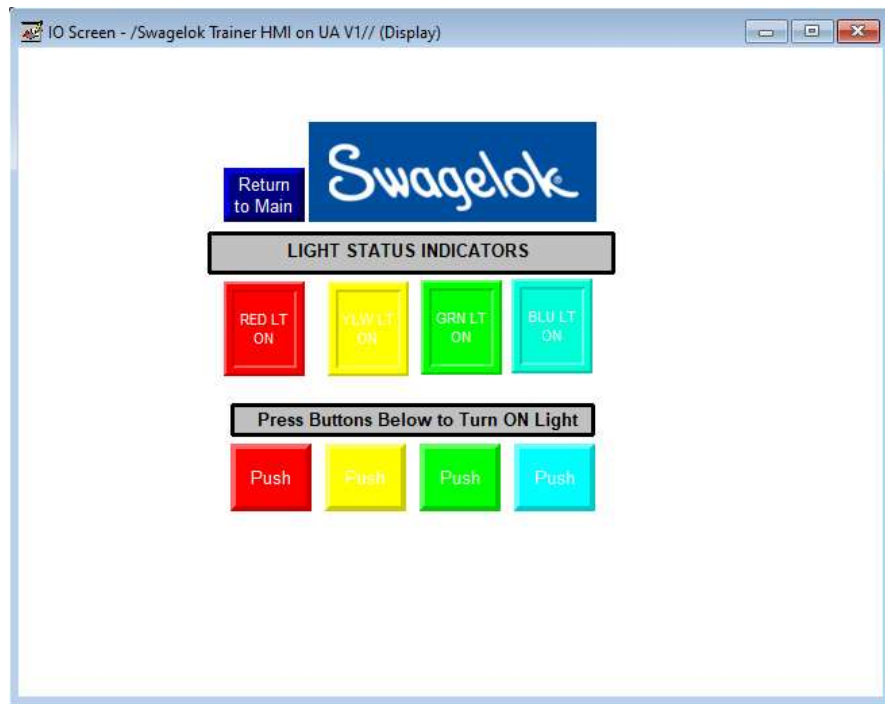 IO Screen - /Swagelok Trainer HMI on UA V1// (Display)
Return
to Main
Swagelok
LIGHT STATUS INDICATORS
RED LT
ON
YLW LT
ON
GRN LT
ON
BLU LT
ON
Press Buttons Below to Turn ON Light
Push
Push
Push
Push